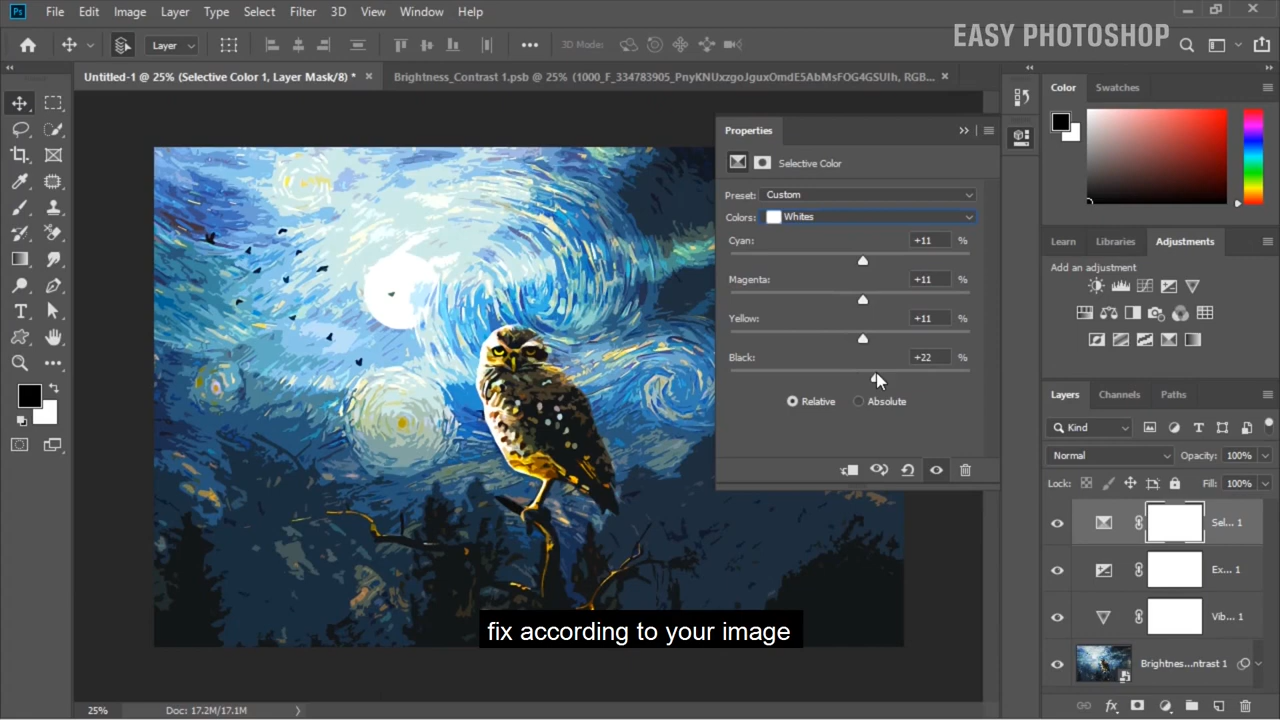 Ps File Edit Image Layer Type Select Filter 3D View Window Help
EASY PHOTOSHOP
Layer 3D Mode:
Untitled-1 @ 25% (Selective Color 1, Layer Mask/8) * × Brightness_Contrast 1.psb @ 25% (1000_F_334783905_PnyKNUxzgoJguxOmdE5AbMsFOG4GSUIh, RGB... ×
Color Swatches
Properties
Selective Color
Preset: Custom
Colors: Whites
Cyan: +11 %
Magenta: +11 %
Yellow: +11 %
Black: +22 %
Relative Absolute
Learn Libraries Adjustments
Add an adjustment
Layers Channels Paths
Kind
Normal Opacity: 100%
Lock: Fill: 100%
Sel... 1
Ex... 1
Vib... 1
Brightne...ntrast 1
fix according to your image
25% Doc: 17.2M/17.1M